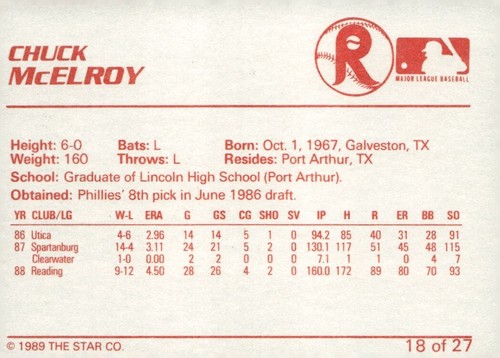 CHUCK
McELROY
R
MAJOR LEAGUE BASEBALL
Height: 6-0 Bats: L Born: Oct. 1, 1967, Galveston, TX
Weight: 160 Throws: L Resides: Port Arthur, TX
School: Graduate of Lincoln High School (Port Arthur).
Obtained: Phillies' 8th pick in June 1986 draft.
YR CLUB/LG W-L ERA G GS CG SHO SV IP H R ER BB SO
86 Utica 4-6 2.96 14 14 5 1 0 94.2 85 40 31 28 91
87 Spartanburg 14-4 3.11 24 21 5 2 0 130.1 117 51 45 48 115
Clearwater 1-0 0.00 2 2 0 0 0 7.1 1 1 0 4 7
88 Reading 9-12 4.50 28 26 4 2 0 160.0 172 89 80 70 93
© 1989 THE STAR CO. 18 of 27